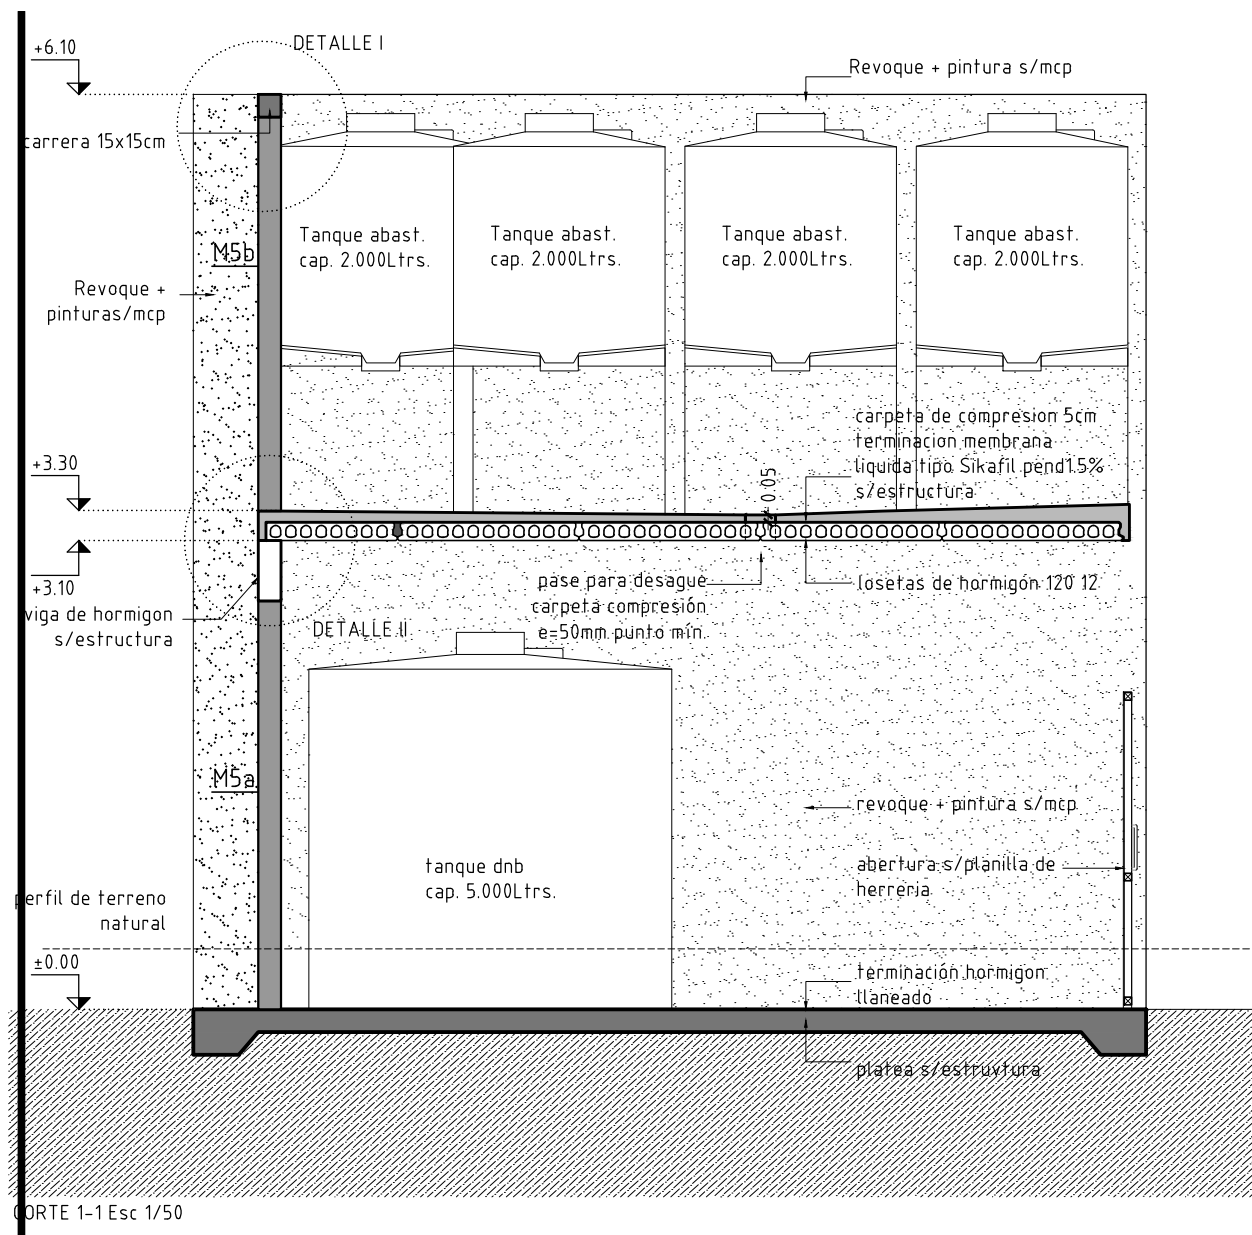 DETALLE I
+6.10
Revoque + pintura s/mcp
carrera 15x15cm
Tanque abast.
cap. 2.000Ltrs.
Tanque abast.
cap. 2.000Ltrs.
Tanque abast.
cap. 2.000Ltrs.
Tanque abast.
cap. 2.000Ltrs.
M5b
Revoque +
pinturas/mcp
carpeta de compresion 5cm
terminacion membrana
liquida tipo Sikafil pend1.5%
s/estructura
+3.30
0.05
+3.10
viga de hormigon
s/estructura
pase para desague
carpeta compresión
e=50mm punto mín.
losetas de hormigón 120 12
DETALLE II
M5a
revoque + pintura s/mcp
tanque dnb
cap. 5.000Ltrs.
abertura s/planilla de
herreria
perfil de terreno
natural
±0.00
terminación hormigon
llaneado
platea s/estruvtura
CORTE 1-1 Esc 1/50